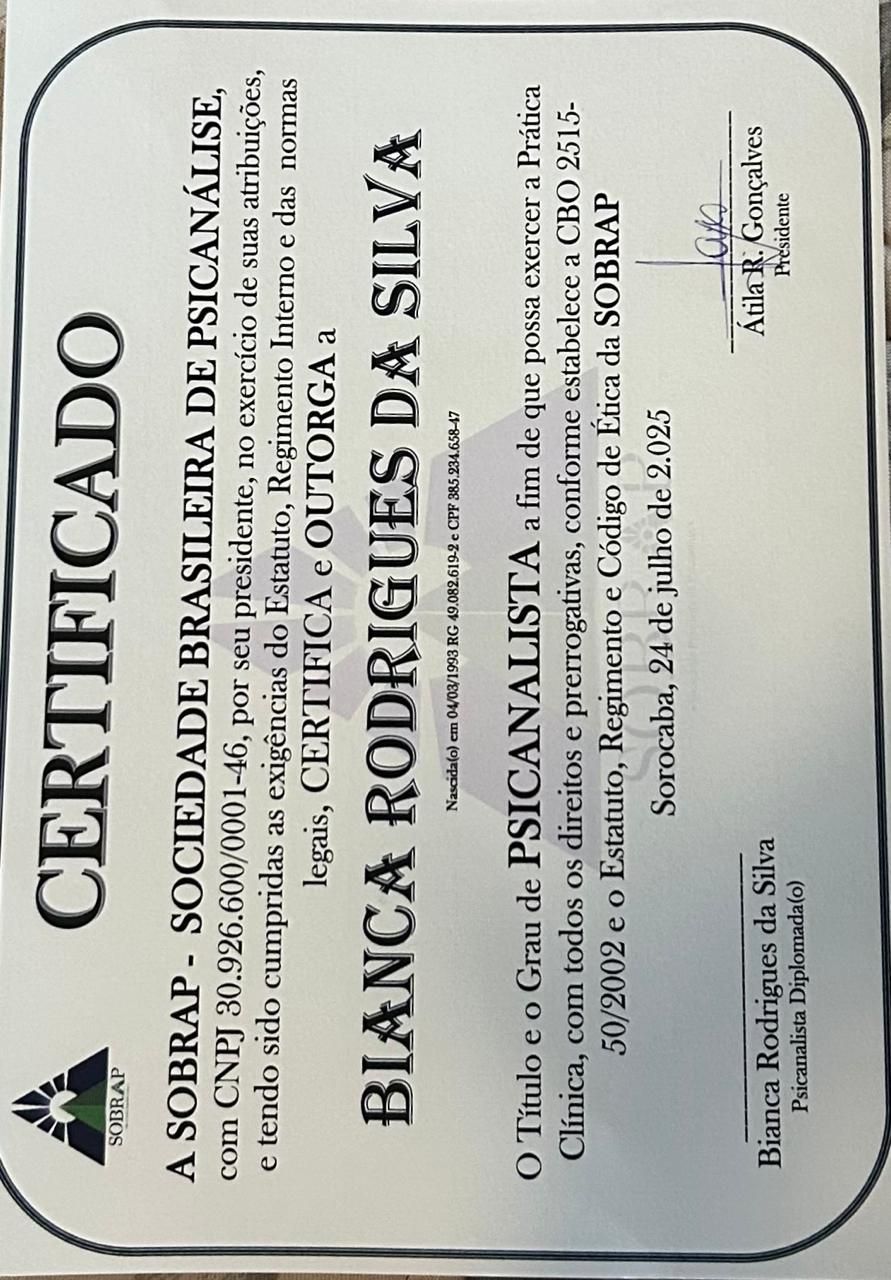 SOBRAP
CERTIFICADO
A SOBRAP - SOCIEDADE BRASILEIRA DE PSICANÁLISE,
com CNPJ 30.926.600/0001-46, por seu presidente, no exercício de suas atribuições,
e tendo sido cumpridas as exigências do Estatuto, Regimento Interno e das normas
legais, CERTIFICA e OUTORGA a
BIANCA RODRIGUES DA SILVA
Nascida(o) em 04/03/1993 RG 49.082.619-2 e CPF 385.234.658-47
O Título e o Grau de PSICANALISTA a fim de que possa exercer a Prática
Clínica, com todos os direitos e prerrogativas, conforme estabelece a CBO 2515-
50/2002 e o Estatuto, Regimento e Código de Ética da SOBRAP
Sorocaba, 24 de julho de 2.025
Bianca Rodrigues da Silva
Psicanalista Diplomada(o)
Átila R. Gonçalves
Presidente
SOBRAP